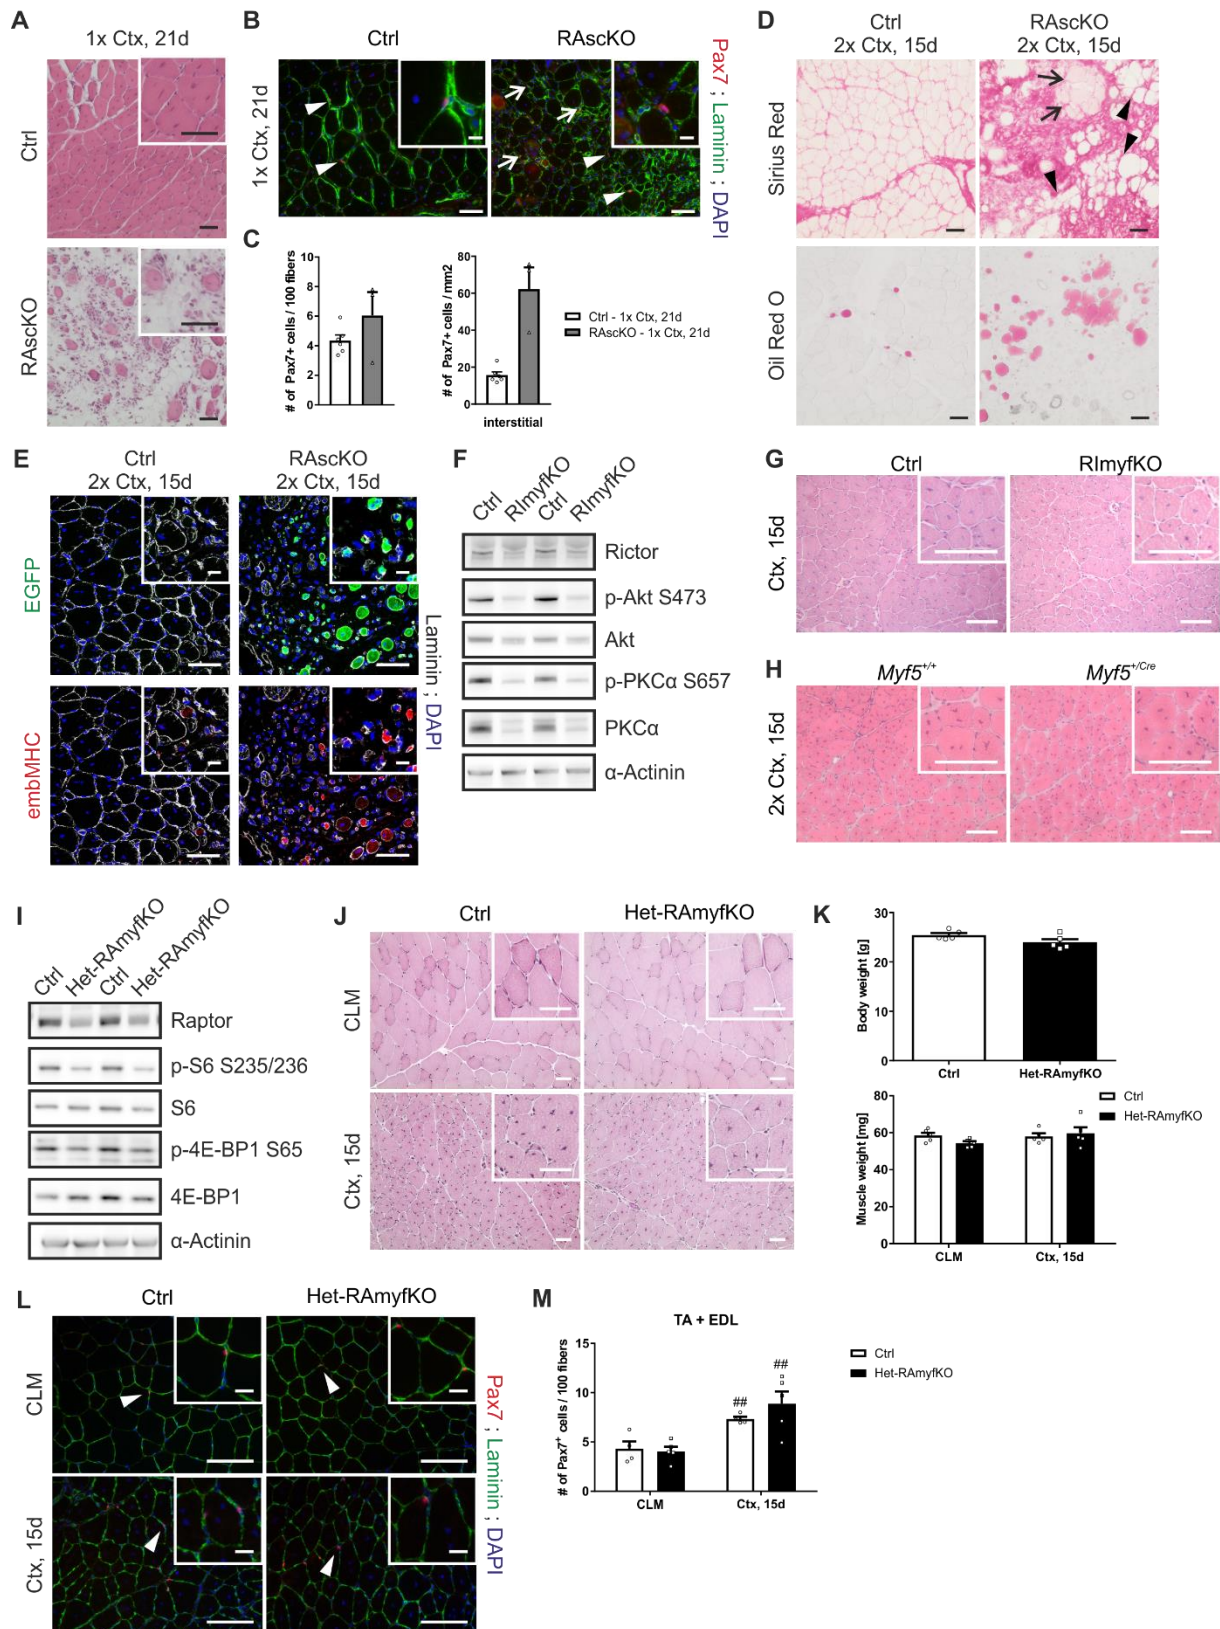 A
1x Ctx, 21d
Ctrl
RAscKO
B
Ctrl
RAscKO
1x Ctx, 21d
Pax7 ; Laminin ; DAPI
C
# of Pax7+ cells / 100 fibers
10
8
6
4
2
0
# of Pax7+ cells / mm2
80
60
40
20
0
interstitial
Ctrl - 1x Ctx, 21d
RAscKO - 1x Ctx, 21d
D
Ctrl
2x Ctx, 15d
RAscKO
2x Ctx, 15d
Sirius Red
Oil Red O
E
Ctrl
2x Ctx, 15d
RAscKO
2x Ctx, 15d
EGFP
embMHC
Laminin ; DAPI
F
Ctrl
RImyfKO
Ctrl
RImyfKO
Rictor
p-Akt S473
Akt
p-PKCα S657
PKCα
α-Actinin
G
Ctrl
RImyfKO
Ctx, 15d
H
Myf5+/+
Myf5+/Cre
2x Ctx, 15d
I
Ctrl
Het-RAmyfKO
Ctrl
Het-RAmyfKO
Raptor
p-S6 S235/236
S6
p-4E-BP1 S65
4E-BP1
α-Actinin
J
Ctrl
Het-RAmyfKO
CLM
Ctx, 15d
K
Body weight [g]
30
20
10
0
Ctrl
Het-RAmyfKO
Ctrl
Het-RAmyfKO
Muscle weight [mg]
80
60
40
20
0
CLM
Ctx, 15d
L
Ctrl
Het-RAmyfKO
CLM
Ctx, 15d
Pax7 ; Laminin ; DAPI
M
TA + EDL
# of Pax7+ cells / 100 fibers
15
10
5
0
##
##
CLM
Ctx, 15d
Ctrl
Het-RAmyfKO